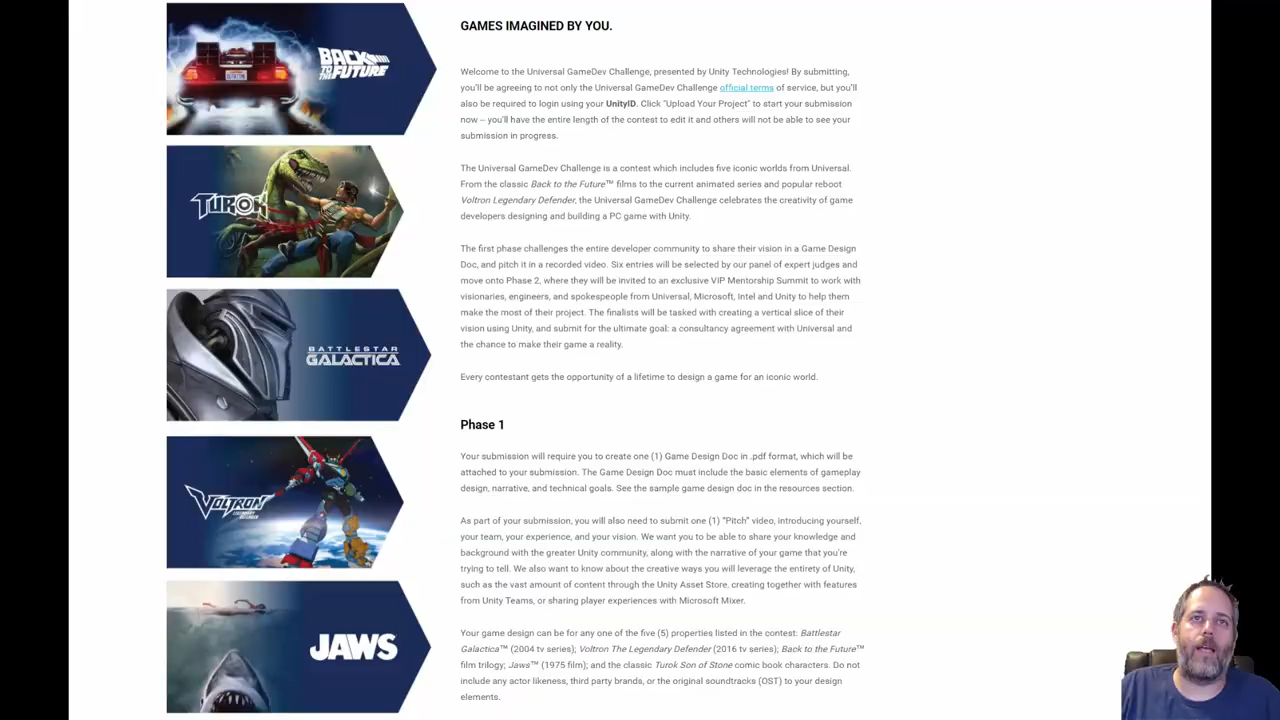 BACK
TO THE FUTURE
OUTATIME
TUROK
BATTLESTAR
GALACTICA
VOLTRON
LEGENDARY
DEFENDER
JAWS
GAMES IMAGINED BY YOU.
Welcome to the Universal GameDev Challenge, presented by Unity Technologies! By submitting,
you'll be agreeing to not only the Universal GameDev Challenge official terms of service, but you'll
also be required to login using your UnityID. Click "Upload Your Project" to start your submission
now – you'll have the entire length of the contest to edit it and others will not be able to see your
submission in progress.
The Universal GameDev Challenge is a contest which includes five iconic worlds from Universal.
From the classic Back to the Future™ films to the current animated series and popular reboot
Voltron Legendary Defender, the Universal GameDev Challenge celebrates the creativity of game
developers designing and building a PC game with Unity.
The first phase challenges the entire developer community to share their vision in a Game Design
Doc, and pitch it in a recorded video. Six entries will be selected by our panel of expert judges and
move onto Phase 2, where they will be invited to an exclusive VIP Mentorship Summit to work with
visionaries, engineers, and spokespeople from Universal, Microsoft, Intel and Unity to help them
make the most of their project. The finalists will be tasked with creating a vertical slice of their
vision using Unity, and submit for the ultimate goal: a consultancy agreement with Universal and
the chance to make their game a reality.
Every contestant gets the opportunity of a lifetime to design a game for an iconic world.
Phase 1
Your submission will require you to create one (1) Game Design Doc in .pdf format, which will be
attached to your submission. The Game Design Doc must include the basic elements of gameplay
design, narrative, and technical goals. See the sample game design doc in the resources section.
As part of your submission, you will also need to submit one (1) "Pitch" video, introducing yourself,
your team, your experience, and your vision. We want you to be able to share your knowledge and
background with the greater Unity community, along with the narrative of your game that you're
trying to tell. We also want to know about the creative ways you will leverage the entirety of Unity,
such as the vast amount of content through the Unity Asset Store, creating together with features
from Unity Teams, or sharing player experiences with Microsoft Mixer.
Your game design can be for any one of the five (5) properties listed in the contest: Battlestar
Galactica™ (2004 tv series); Voltron The Legendary Defender (2016 tv series); Back to the Future™
film trilogy; Jaws™ (1975 film); and the classic Turok Son of Stone comic book characters. Do not
include any actor likeness, third party brands, or the original soundtracks (OST) to your design
elements.